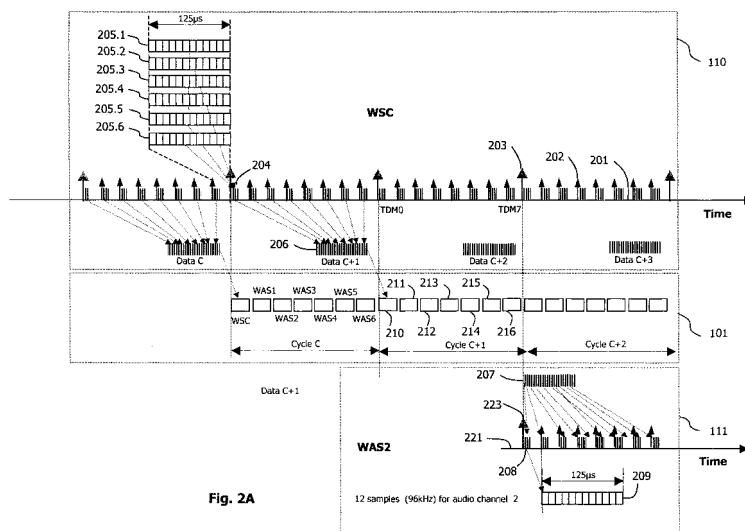 125µs
205.1
205.2
205.3
205.4
205.5
205.6
110
WSC
204
203
202
201
TDM0
TDM7
Time
206
Data C
Data C+1
Data C+2
Data C+3
WAS1
WAS3
WAS5
211
213
215
WSC
WAS2
WAS4
WAS6
210
212
214
216
101
Cycle C
Cycle C+1
Cycle C+2
Data C+1
207
223
111
WAS2
221
208
Time
125µs
209
Fig. 2A
12 samples (96kHz) for audio channel 2